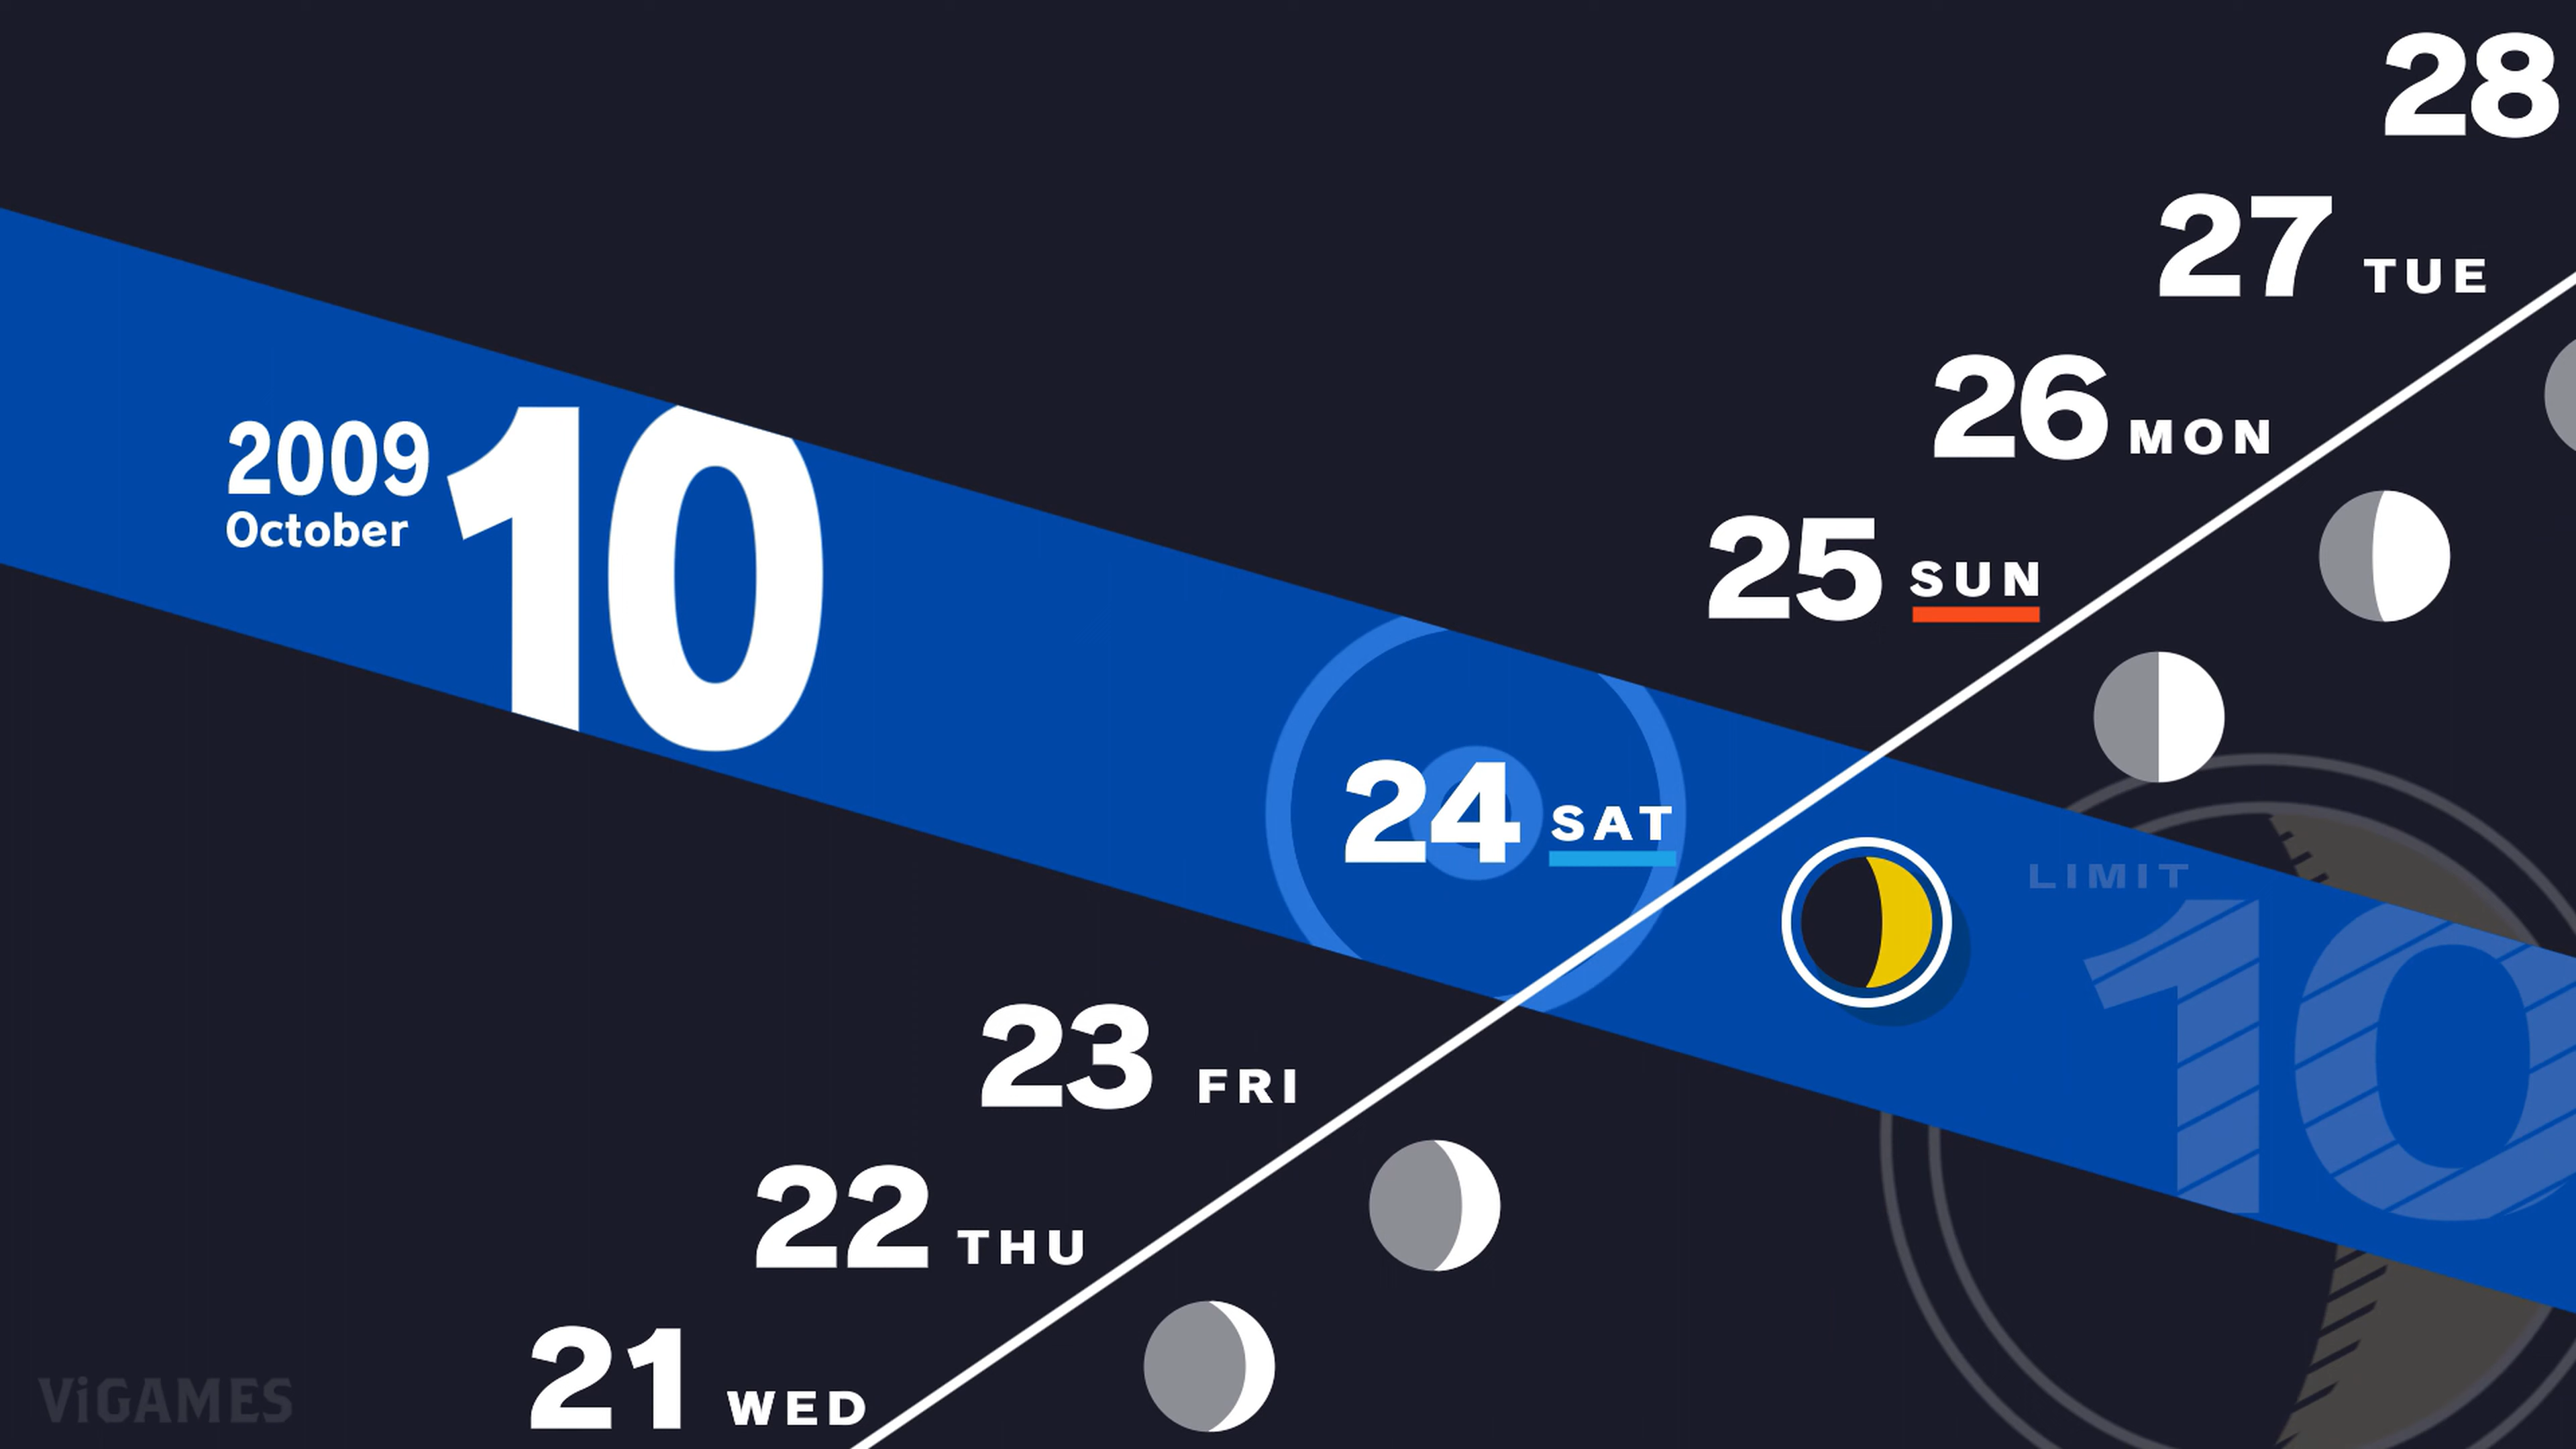 28
27 TUE
26 MON
25 SUN
2009
October
10
24 SAT
LIMIT
10
23 FRI
22 THU
21 WED
ViGAMES